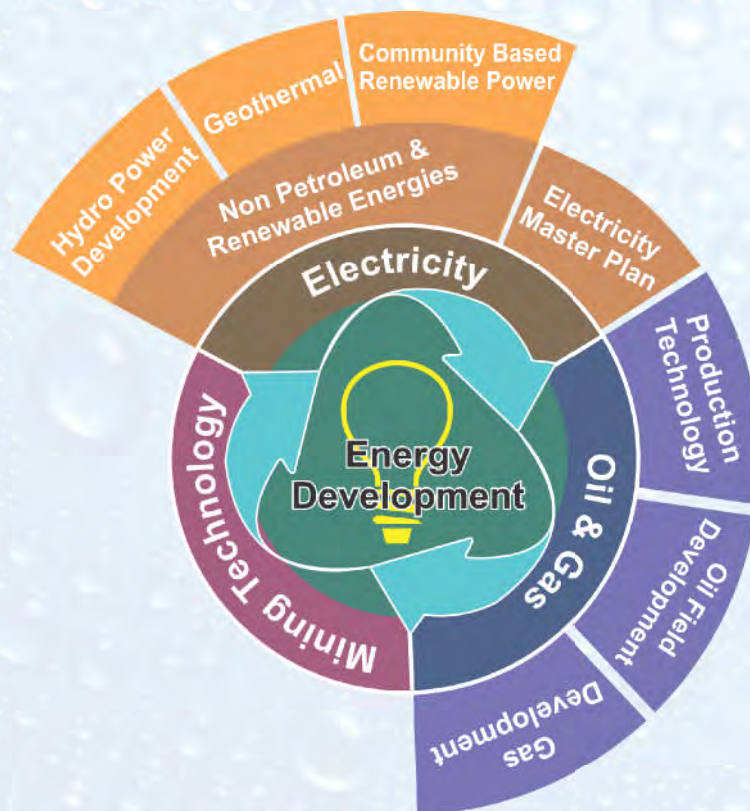 Community Based
Renewable Power
Geothermal
Hydro Power
Development
Non Petroleum &
Renewable Energies
Electricity
Master Plan
Electricity
Production
Technology
Oil & Gas
Oil Field
Development
Gas
Development
Mining Technology
Energy
Development